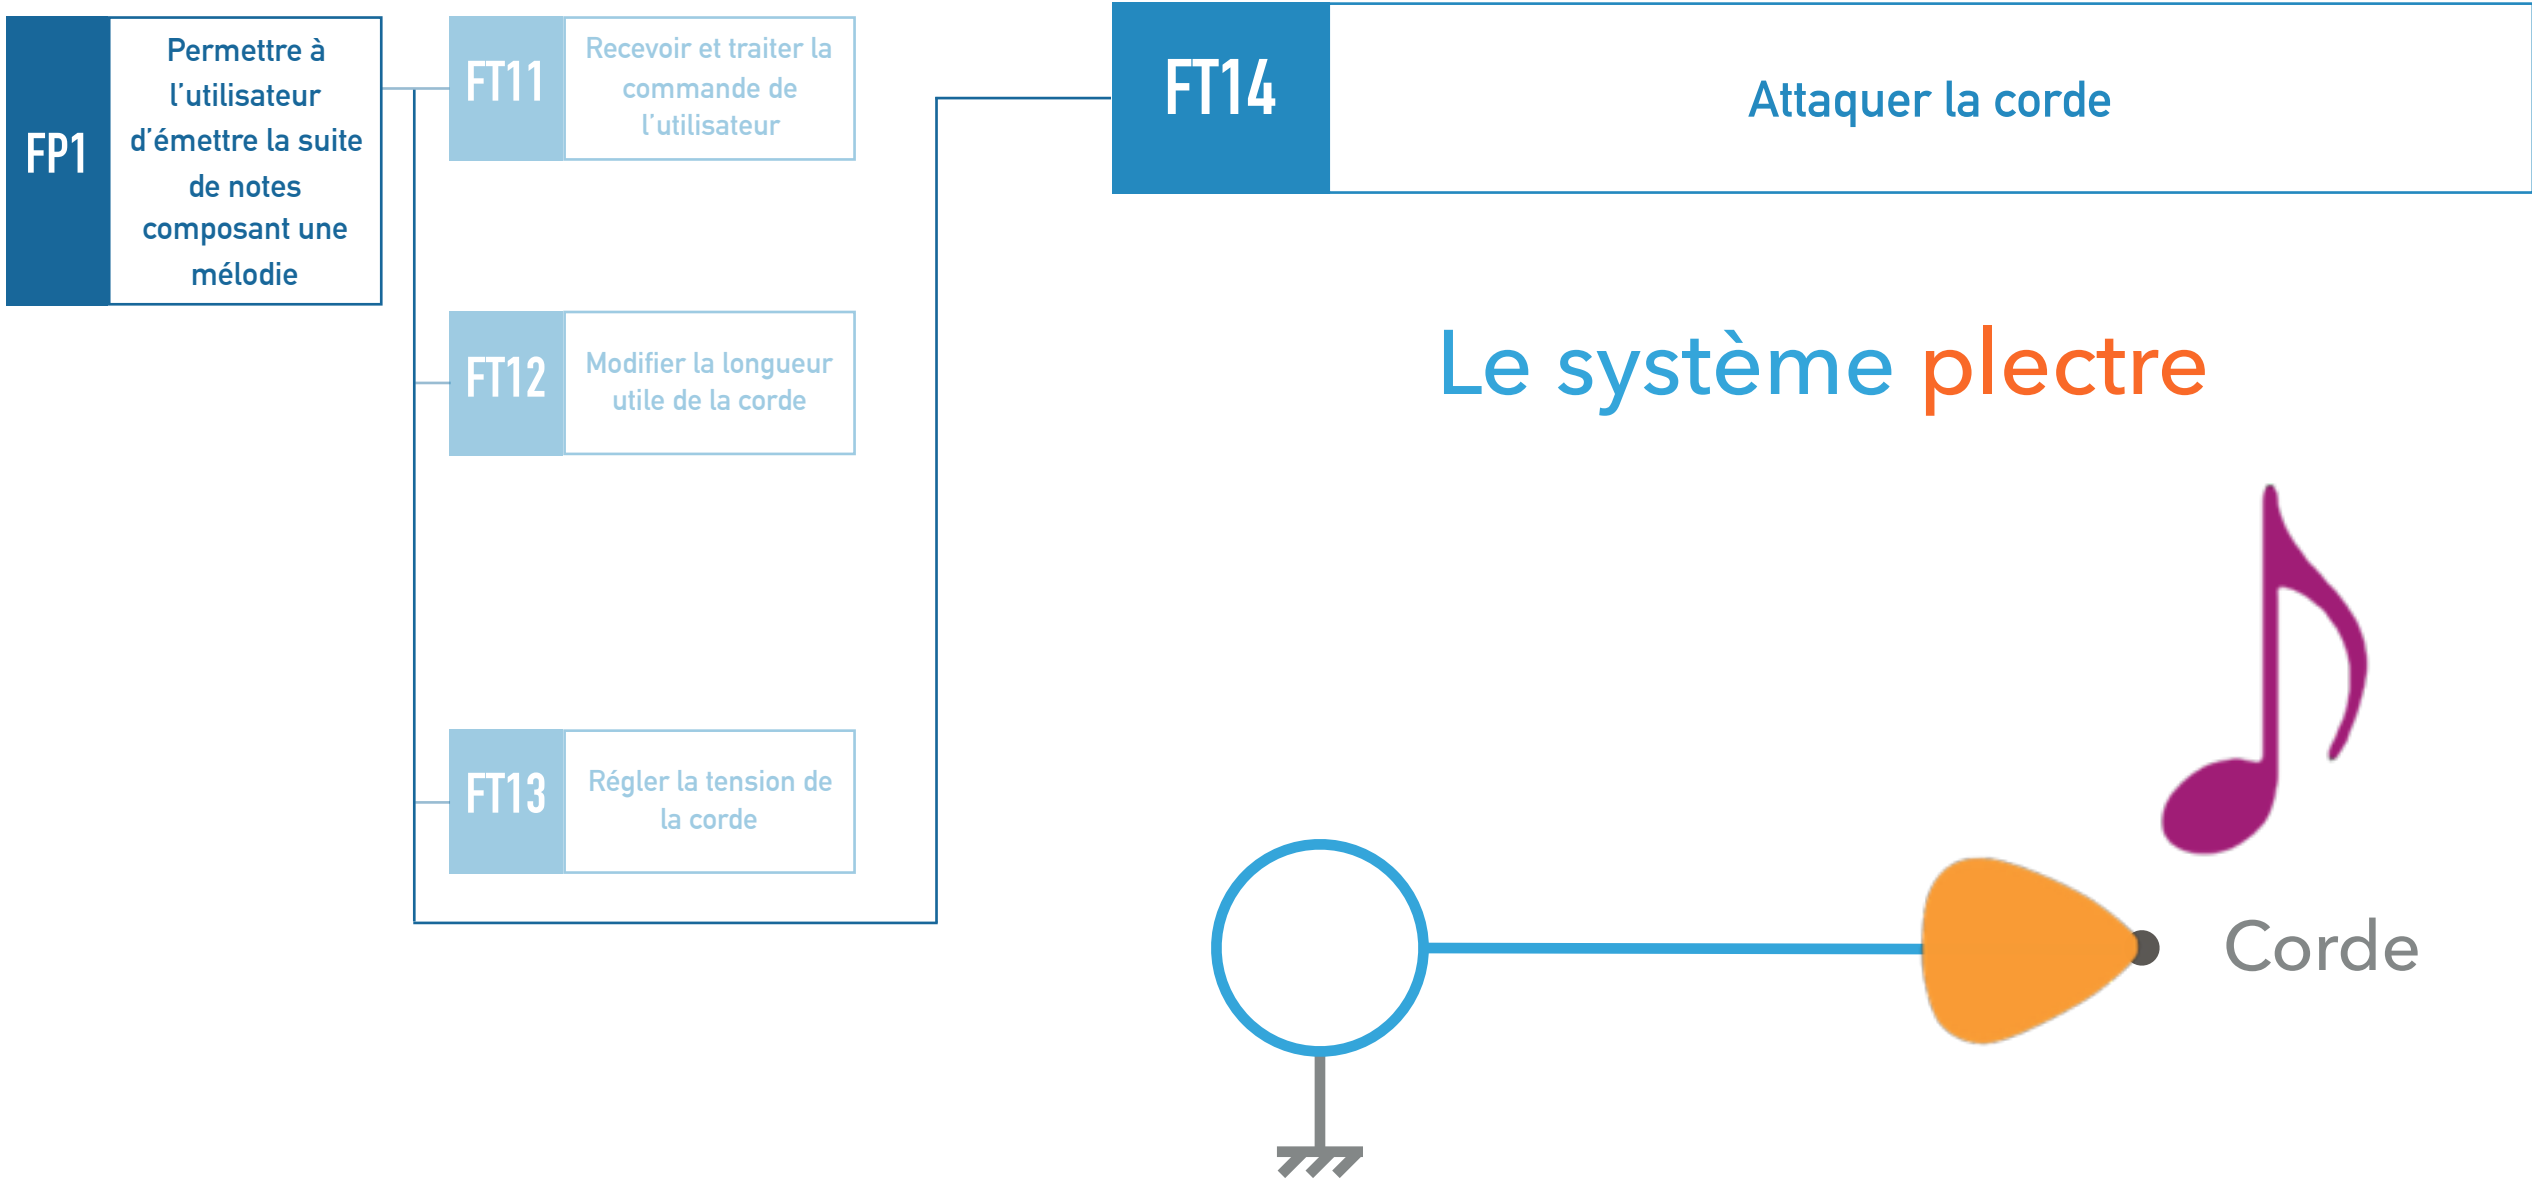 FP1
Permettre à
l'utilisateur
d'émettre la suite
de notes
composant une
mélodie
FT11
Recevoir et traiter la
commande de
l'utilisateur
FT12
Modifier la longueur
utile de la corde
FT13
Régler la tension de
la corde
FT14
Attaquer la corde
Le système plectre
Corde